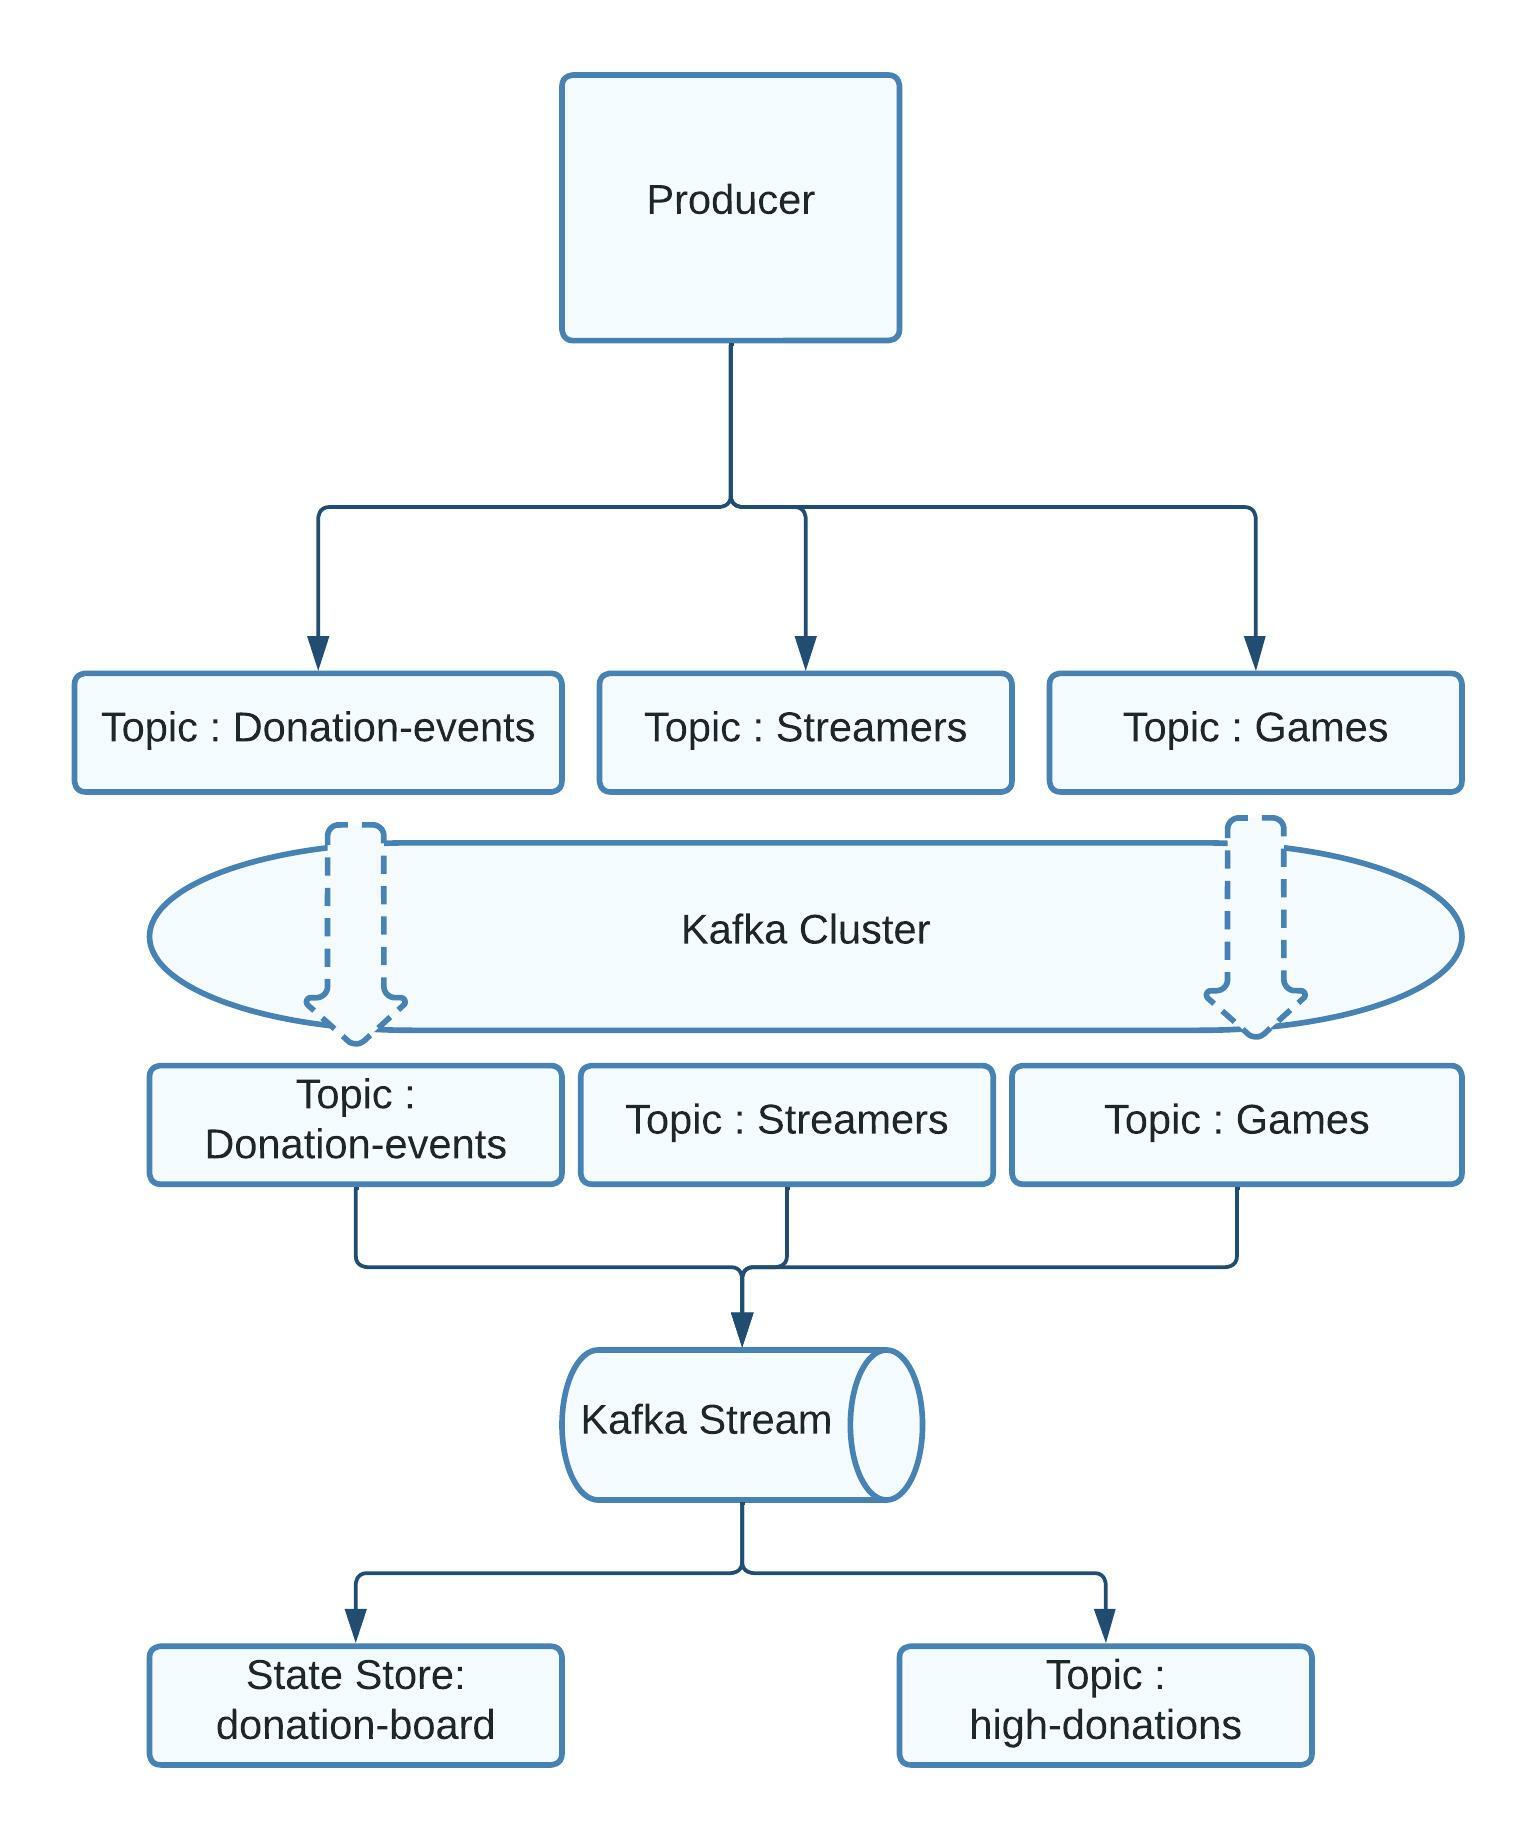 Producer
Topic : Donation-events
Topic : Streamers
Topic : Games
Kafka Cluster
Topic :
Donation-events
Topic : Streamers
Topic : Games
Kafka Stream
State Store:
donation-board
Topic :
high-donations